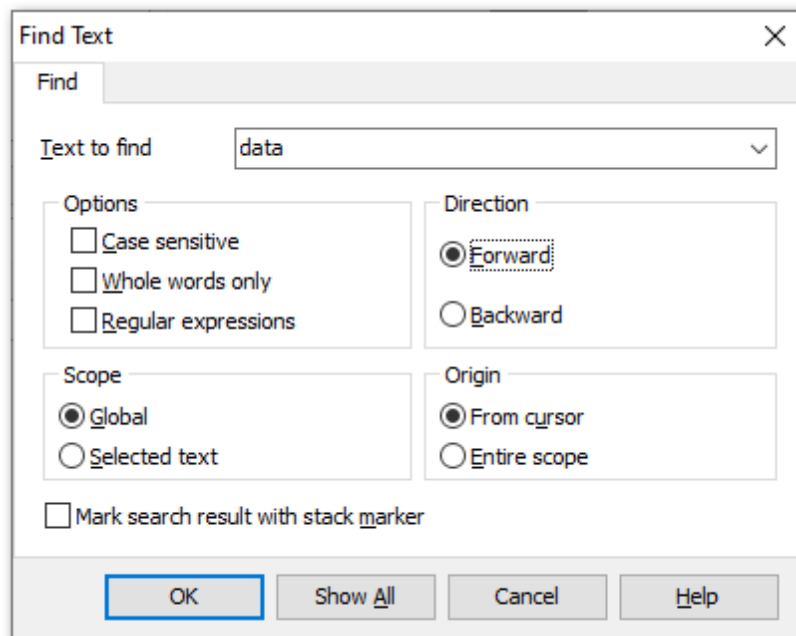 Find Text
Find
Text to find data
Options
Case sensitive
Whole words only
Regular expressions
Direction
Forward
Backward
Scope
Global
Selected text
Origin
From cursor
Entire scope
Mark search result with stack marker
OK Show All Cancel Help